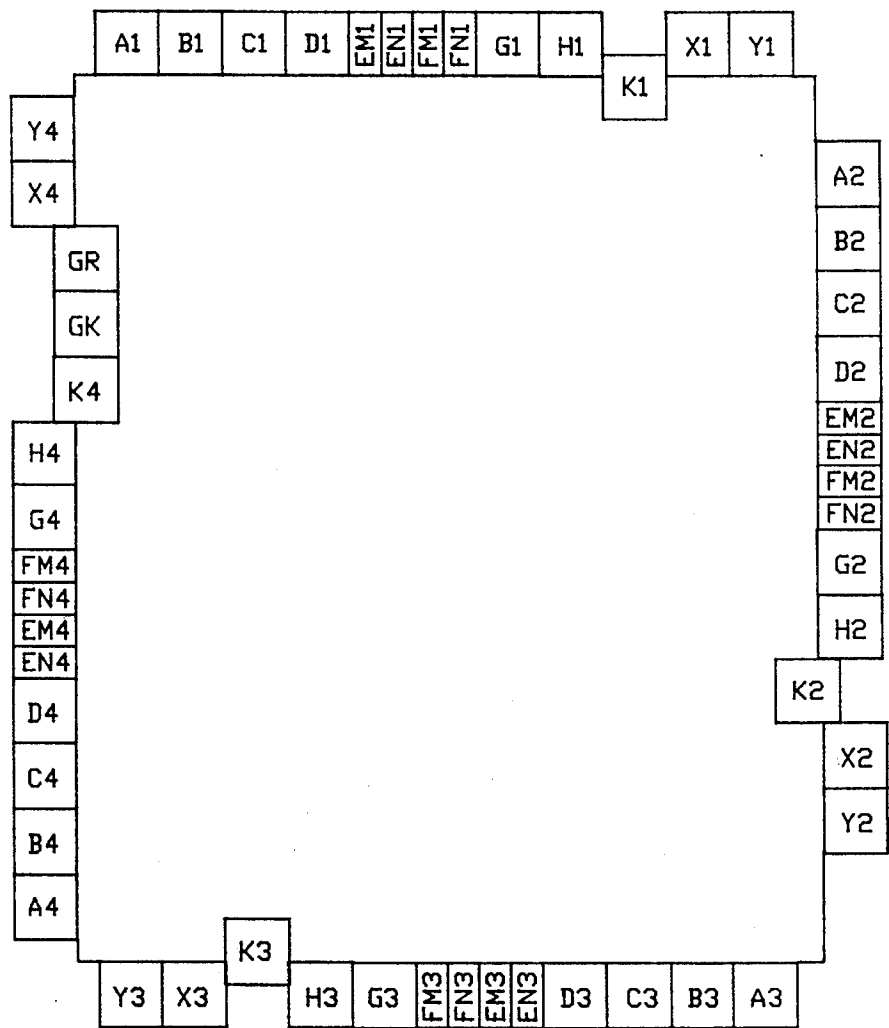 A1 B1 C1 D1 EM1 EN1 FM1 FN1 G1 H1 K1 X1 Y1
Y4
X4
GR
GK
K4
H4
G4
FM4
FN4
EM4
EN4
D4
C4
B4
A4
A2
B2
C2
D2
EM2
EN2
FM2
FN2
G2
H2
K2
X2
Y2
Y3 X3 K3 H3 G3 FM3 FN3 EM3 EN3 D3 C3 B3 A3